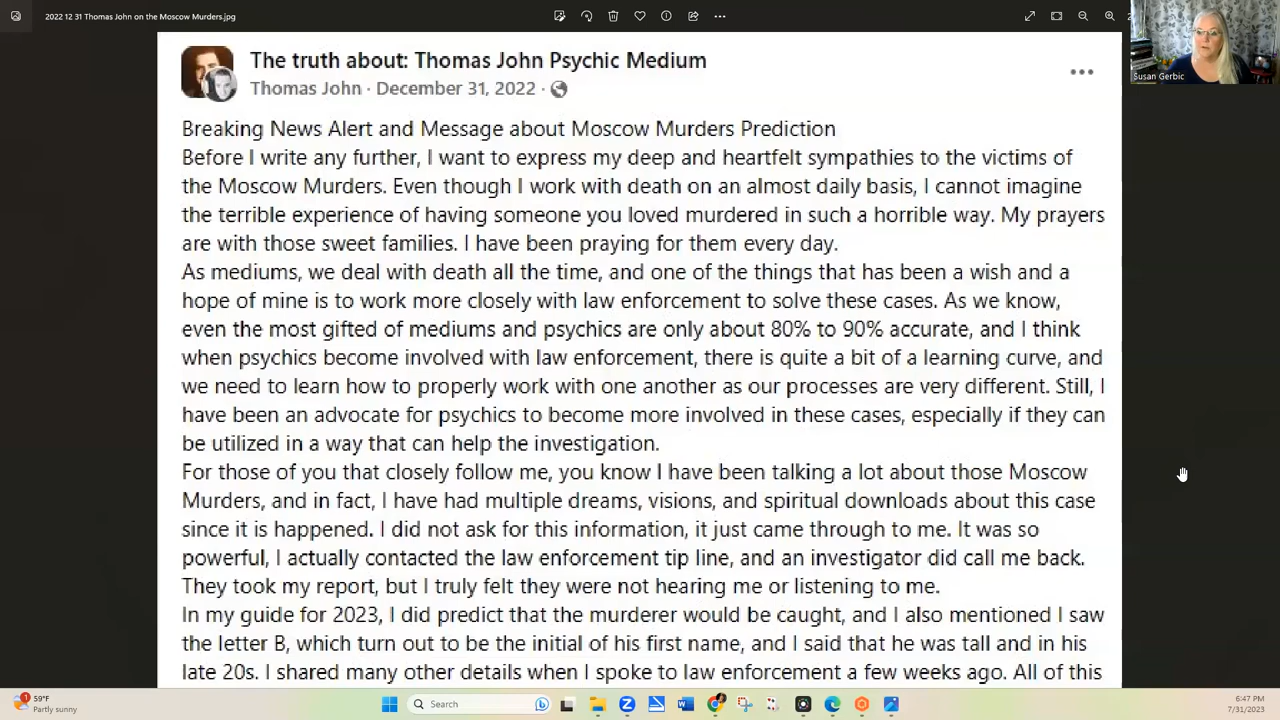 2022 12 31 Thomas John on the Moscow Murders.jpg
Susan Gerbic
The truth about: Thomas John Psychic Medium
Thomas John · December 31, 2022 ·
Breaking News Alert and Message about Moscow Murders Prediction
Before I write any further, I want to express my deep and heartfelt sympathies to the victims of
the Moscow Murders. Even though I work with death on an almost daily basis, I cannot imagine
the terrible experience of having someone you loved murdered in such a horrible way. My prayers
are with those sweet families. I have been praying for them every day.
As mediums, we deal with death all the time, and one of the things that has been a wish and a
hope of mine is to work more closely with law enforcement to solve these cases. As we know,
even the most gifted of mediums and psychics are only about 80% to 90% accurate, and I think
when psychics become involved with law enforcement, there is quite a bit of a learning curve, and
we need to learn how to properly work with one another as our processes are very different. Still, I
have been an advocate for psychics to become more involved in these cases, especially if they can
be utilized in a way that can help the investigation.
For those of you that closely follow me, you know I have been talking a lot about those Moscow
Murders, and in fact, I have had multiple dreams, visions, and spiritual downloads about this case
since it is happened. I did not ask for this information, it just came through to me. It was so
powerful, I actually contacted the law enforcement tip line, and an investigator did call me back.
They took my report, but I truly felt they were not hearing me or listening to me.
In my guide for 2023, I did predict that the murderer would be caught, and I also mentioned I saw
the letter B, which turn out to be the initial of his first name, and I said that he was tall and in his
late 20s. I shared many other details when I spoke to law enforcement a few weeks ago. All of this
1
59°F
Partly sunny
Search
6:47 PM
7/31/2023